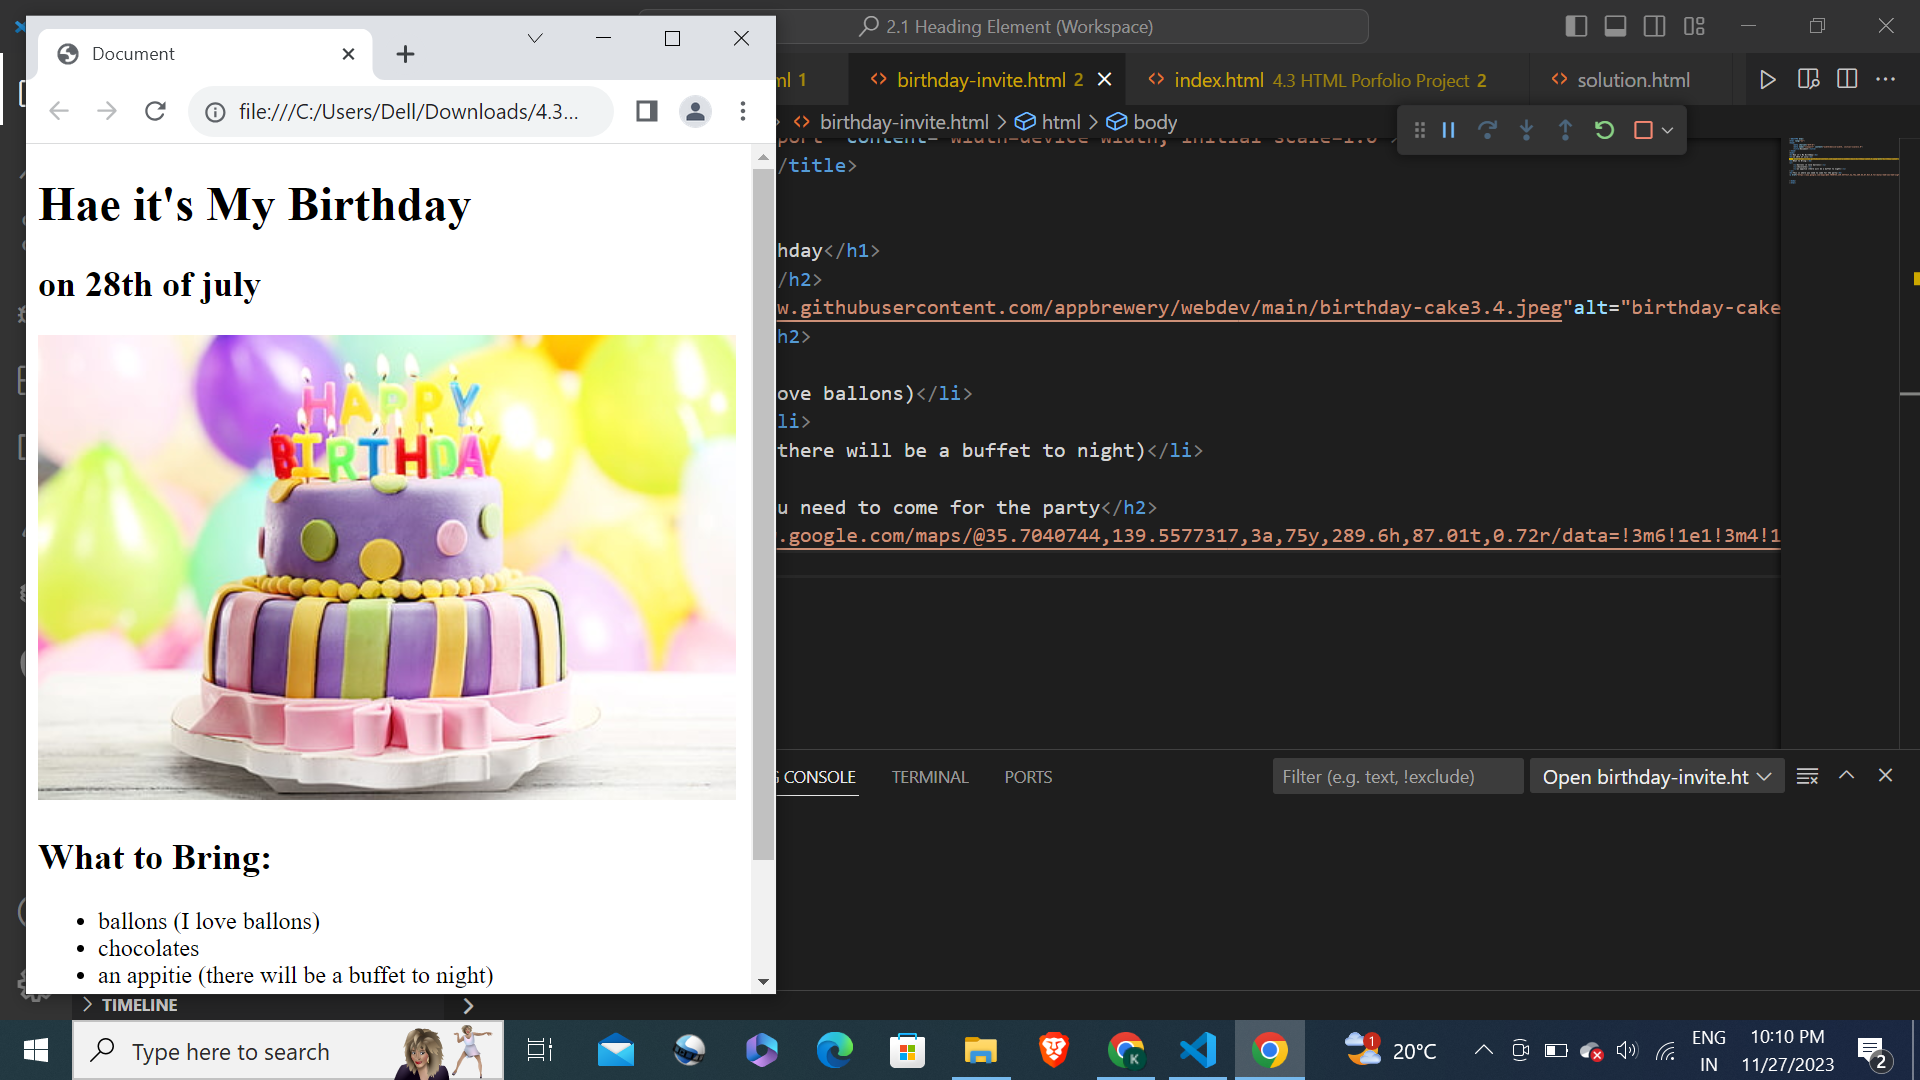 Document
file:///C:/Users/Dell/Downloads/4.3...
Hae it's My Birthday
on 28th of july
HAPPY
BIRTHDAY
What to Bring:
ballons (I love ballons)
chocolates
an appitie (there will be a buffet to night)
2.1 Heading Element (Workspace)
ml 1
birthday-invite.html 2
index.html 4.3 HTML Porfolio Project 2
solution.html
birthday-invite.html > html > body
port" content="width=device-width, initial-scale=1.0">
/title>
hday</h1>
/h2>
w.githubusercontent.com/appbrewery/webdev/main/birthday-cake3.4.jpeg"alt="birthday-cake
h2>
ove ballons)</li>
li>
there will be a buffet to night)</li>
u need to come for the party</h2>
.google.com/maps/@35.7040744,139.5577317,3a,75y,289.6h,87.01t,0.72r/data=!3m6!1e1!3m4!1
G CONSOLE
TERMINAL
PORTS
Filter (e.g. text, !exclude)
Open birthday-invite.ht
TIMELINE
Type here to search
K
1
20°C
ENG
IN
10:10 PM
11/27/2023
2